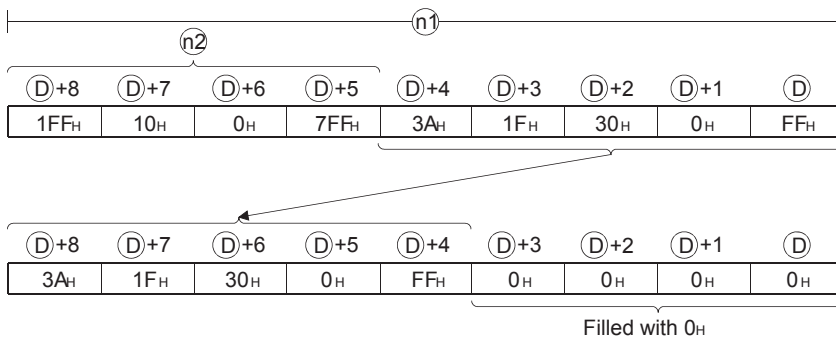 n1
n2
D+8 D+7 D+6 D+5 D+4 D+3 D+2 D+1 D
1FFH 10H 0H 7FFH 3AH 1FH 30H 0H FFH
D+8 D+7 D+6 D+5 D+4 D+3 D+2 D+1 D
3AH 1FH 30H 0H FFH 0H 0H 0H 0H
Filled with 0H